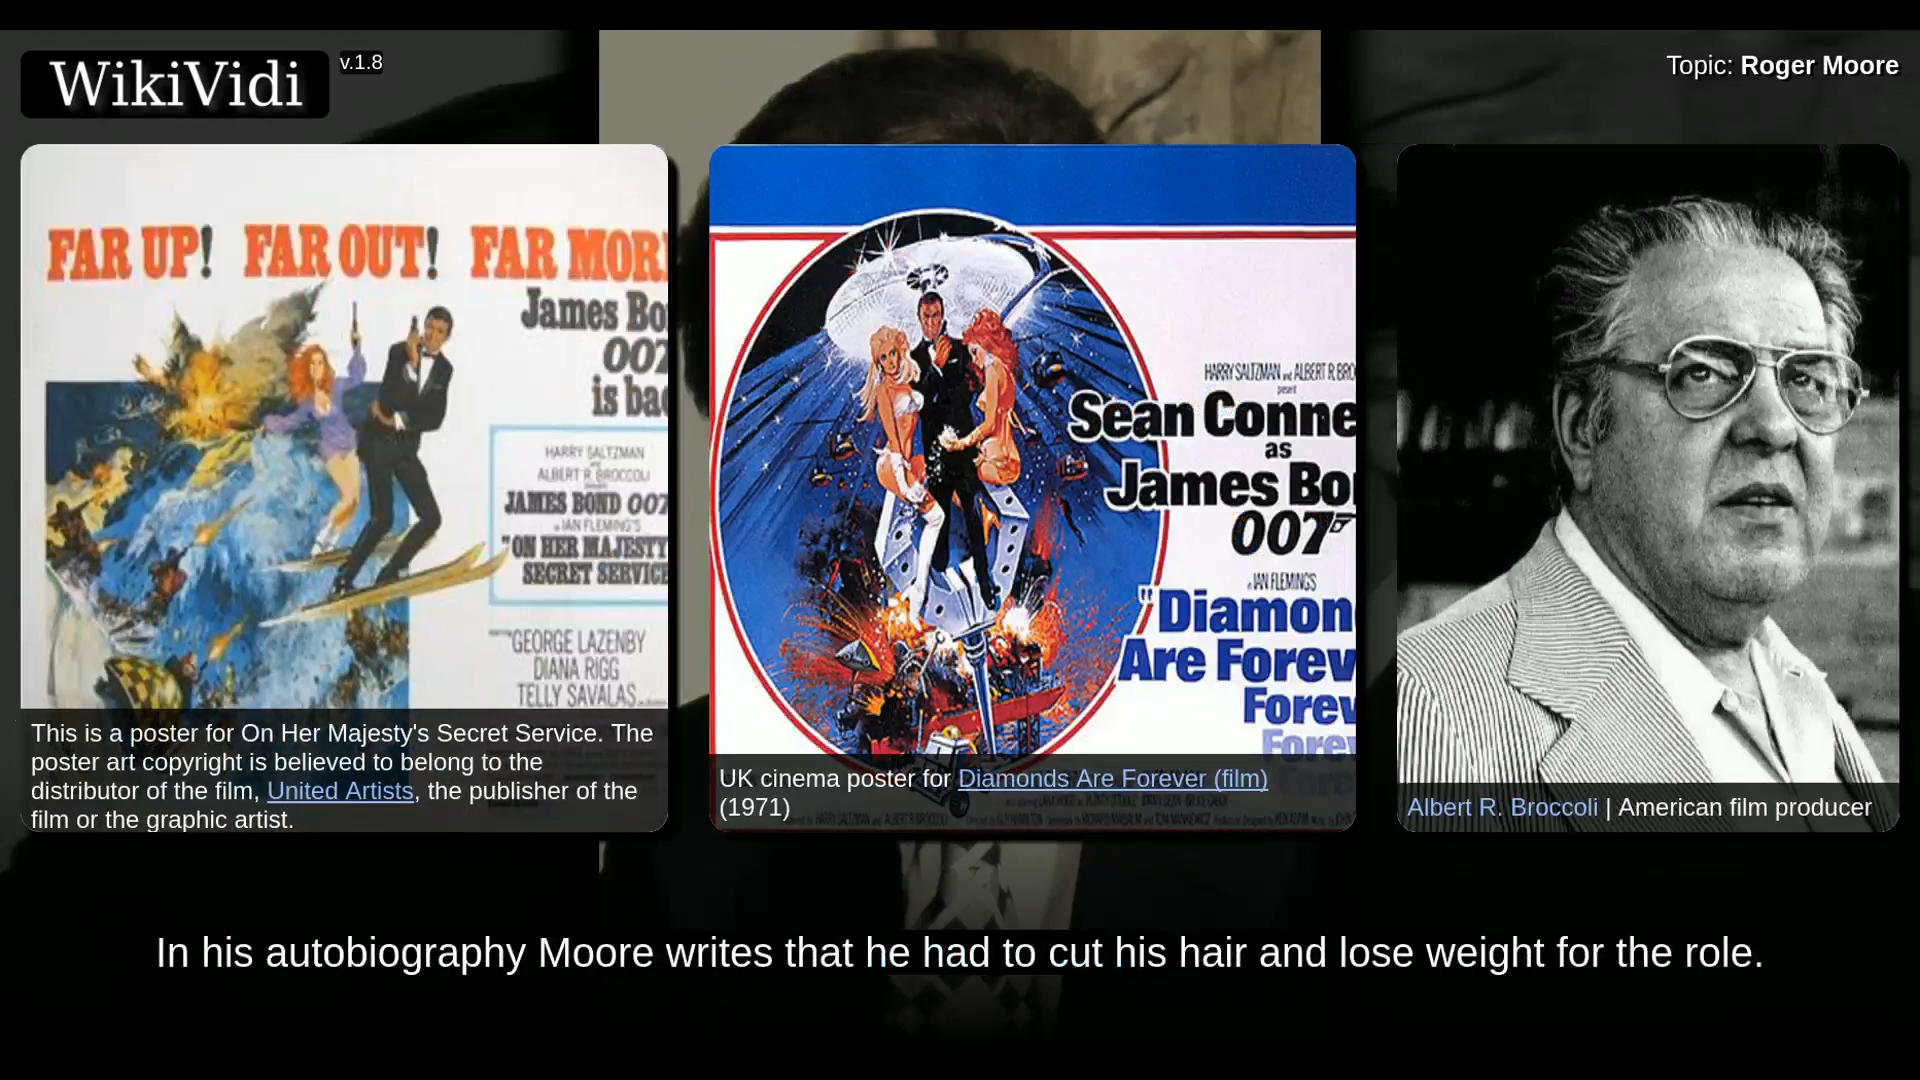 WikiVidi
v.1.8
Topic: Roger Moore
FAR UP! FAR OUT! FAR MOR
James Bo
007
is bac
HARRY SALTZMAN
and
ALBERT R. BROCCOLI
JAMES BOND 007
IAN FLEMING'S
"ON HER MAJESTY
SECRET SERVICE
GEORGE LAZENBY
DIANA RIGG
TELLY SAVALAS
This is a poster for On Her Majesty's Secret Service. The
poster art copyright is believed to belong to the
distributor of the film, United Artists, the publisher of the
film or the graphic artist.
HARRY SALTZMAN and ALBERT R. BRO
present
Sean Conne
as
James Bo
007
in IAN FLEMING'S
"Diamon
Are Forev
Forev
Forev
UK cinema poster for Diamonds Are Forever (film)
(1971)
Albert R. Broccoli | American film producer
In his autobiography Moore writes that he had to cut his hair and lose weight for the role.